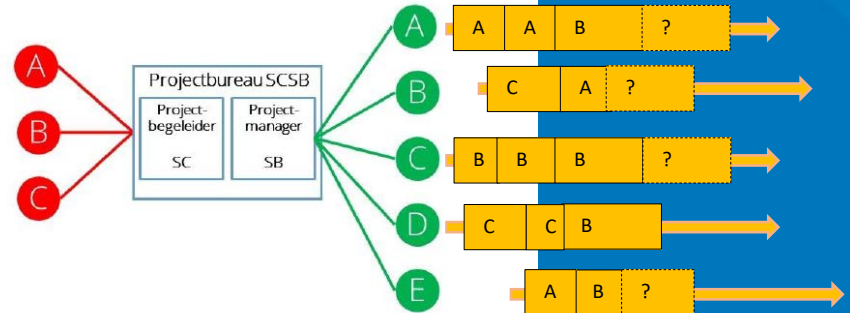 A
B
C
Projectbureau SCSB
Project-
begeleider
SC
Project-
manager
SB
A
A A B ?
B
C A ?
C
B B B ?
D
C C B
E
A B ?